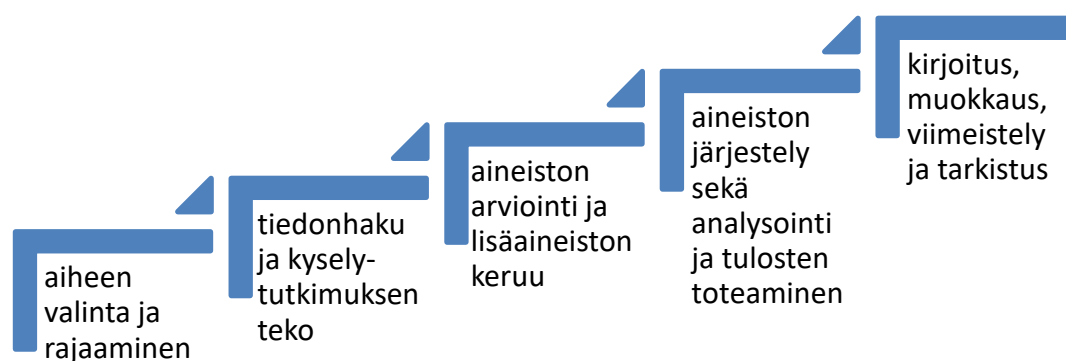 aiheen
valinta ja
rajaaminen
tiedonhaku
ja kysely-
tutkimuksen
teko
aineiston
arviointi ja
lisäaineiston
keruu
aineiston
järjestely
sekä
analysointi
ja tulosten
toteaminen
kirjoitus,
muokkaus,
viimeistely
ja tarkistus